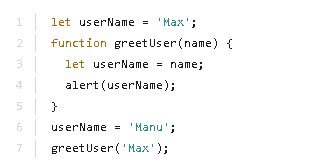 1 let userName = 'Max';
2 function greetUser(name) {
3   let userName = name;
4   alert(userName);
5 }
6 userName = 'Manu';
7 greetUser('Max');